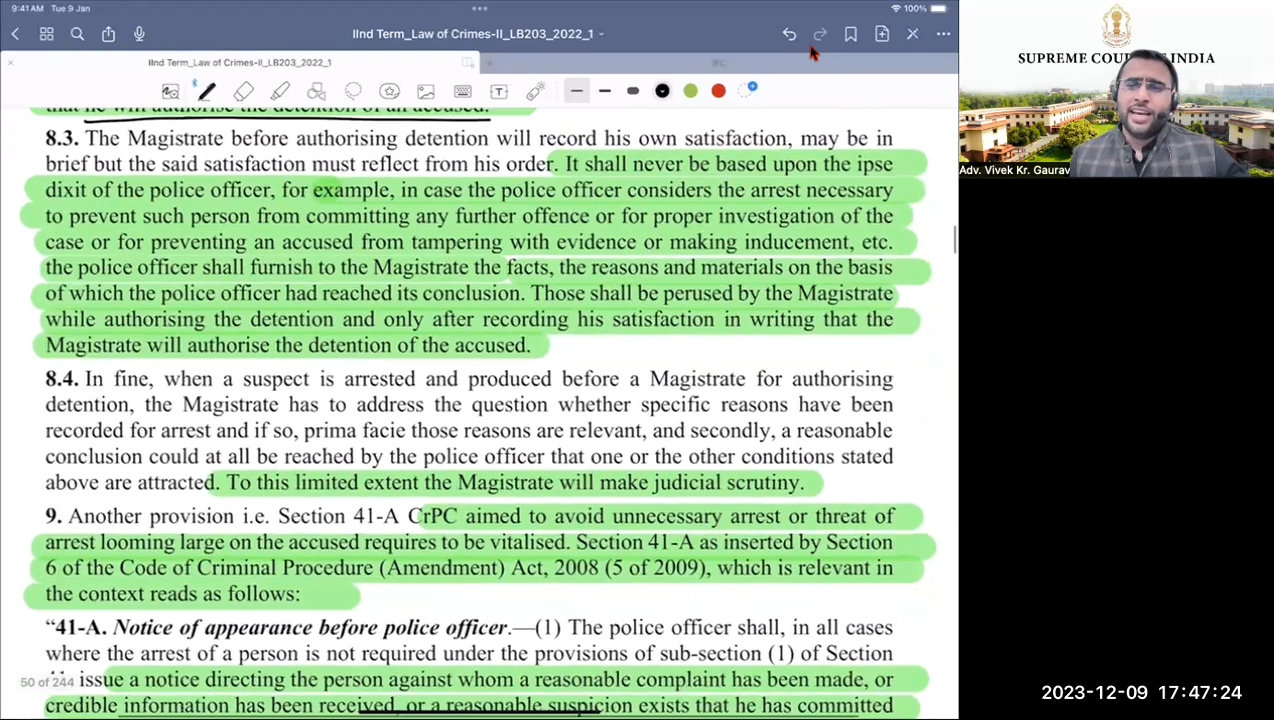 9:41 AM Tue 9 Jan
100%
IInd Term_Law of Crimes-II_LB203_2022_1
IInd Term_Law of Crimes-II_LB203_2022_1
T
that he will authorise the detention of an accused.
8.3. The Magistrate before authorising detention will record his own satisfaction, may be in
brief but the said satisfaction must reflect from his order. It shall never be based upon the ipse
dixit of the police officer, for example, in case the police officer considers the arrest necessary
to prevent such person from committing any further offence or for proper investigation of the
case or for preventing an accused from tampering with evidence or making inducement, etc.
the police officer shall furnish to the Magistrate the facts, the reasons and materials on the basis
of which the police officer had reached its conclusion. Those shall be perused by the Magistrate
while authorising the detention and only after recording his satisfaction in writing that the
Magistrate will authorise the detention of the accused.
8.4. In fine, when a suspect is arrested and produced before a Magistrate for authorising
detention, the Magistrate has to address the question whether specific reasons have been
recorded for arrest and if so, prima facie those reasons are relevant, and secondly, a reasonable
conclusion could at all be reached by the police officer that one or the other conditions stated
above are attracted. To this limited extent the Magistrate will make judicial scrutiny.
9. Another provision i.e. Section 41-A CrPC aimed to avoid unnecessary arrest or threat of
arrest looming large on the accused requires to be vitalised. Section 41-A as inserted by Section
6 of the Code of Criminal Procedure (Amendment) Act, 2008 (5 of 2009), which is relevant in
the context reads as follows:
“41-A. Notice of appearance before police officer.—(1) The police officer shall, in all cases
where the arrest of a person is not required under the provisions of sub-section (1) of Section
issue a notice directing the person against whom a reasonable complaint has been made, or
credible information has been received, or a reasonable suspicion exists that he has committed
50 of 244
SUPREME COURT OF INDIA
Adv. Vivek Kr. Gaurav
2023-12-09 17:47:24